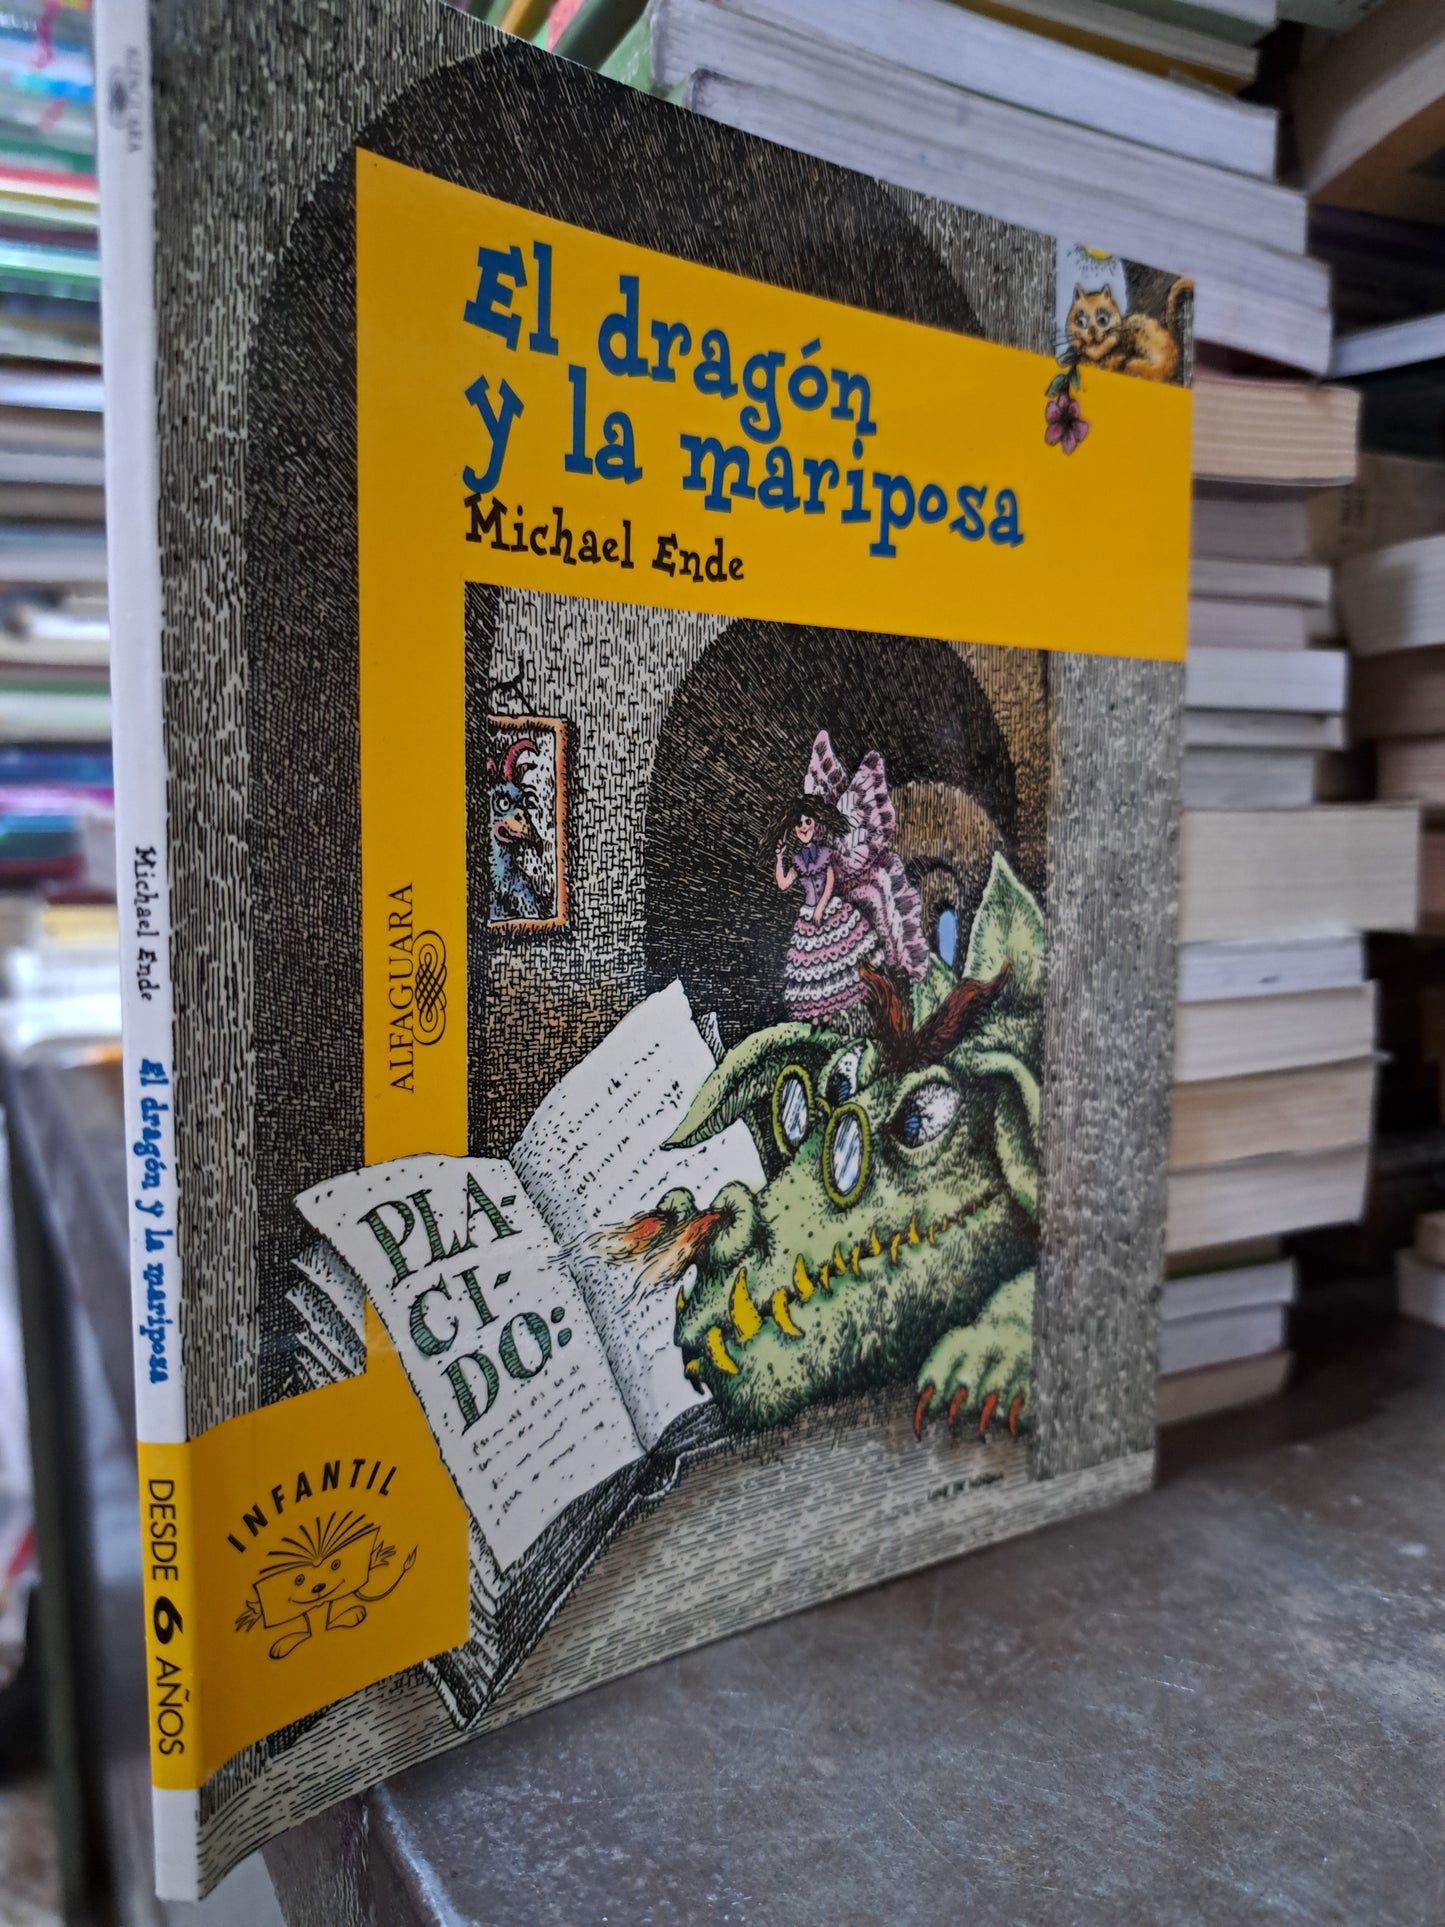 El dragón
y la mariposa
Michael Ende
ALFAGUARA
PLA-
CI-
DO:
INFANTIL
ALFAGUARA
Michael Ende El dragón y la mariposa
DESDE 6 AÑOS